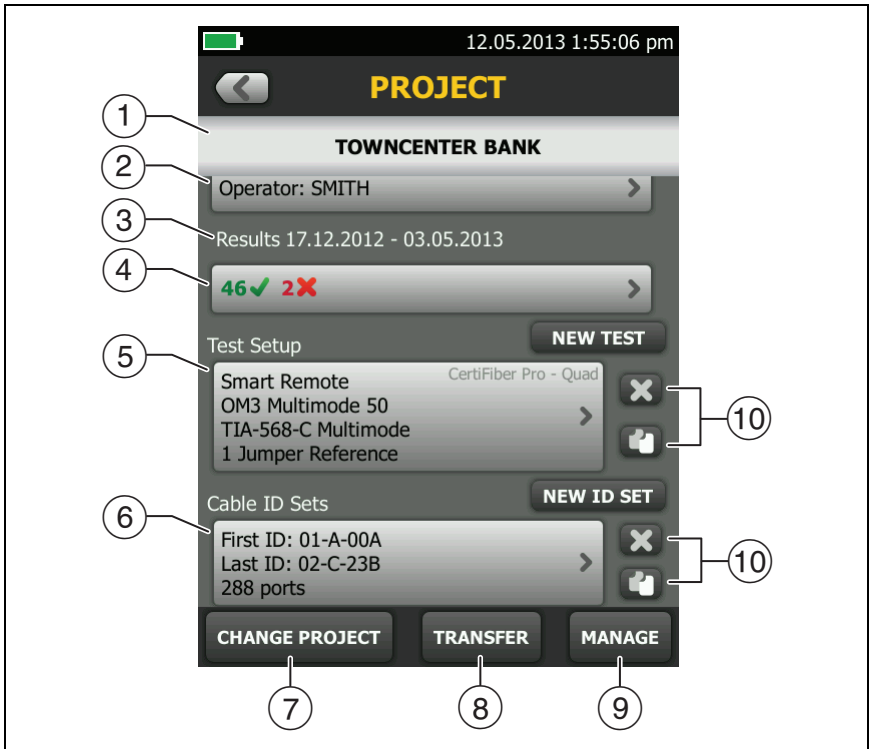 12.05.2013 1:55:06 pm
PROJECT
1
TOWNCENTER BANK
2
Operator: SMITH
3
Results 17.12.2012 - 03.05.2013
4
46 2
NEW TEST
5
Test Setup
CertiFiber Pro - Quad
Smart Remote
OM3 Multimode 50
TIA-568-C Multimode
1 Jumper Reference
10
NEW ID SET
6
Cable ID Sets
First ID: 01-A-00A
Last ID: 02-C-23B
288 ports
10
CHANGE PROJECT
TRANSFER
MANAGE
7
8
9